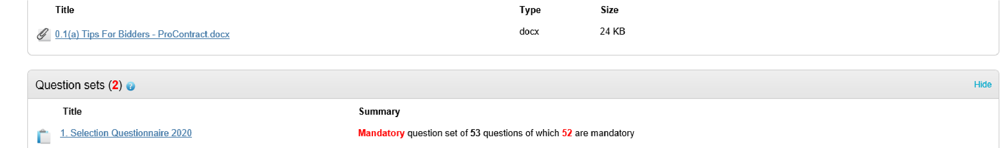 Title Type Size
0.1(a) Tips For Bidders - ProContract.docx docx 24 KB
Question sets (2) ? Hide
Title Summary
1. Selection Questionnaire 2020 Mandatory question set of 53 questions of which 52 are mandatory